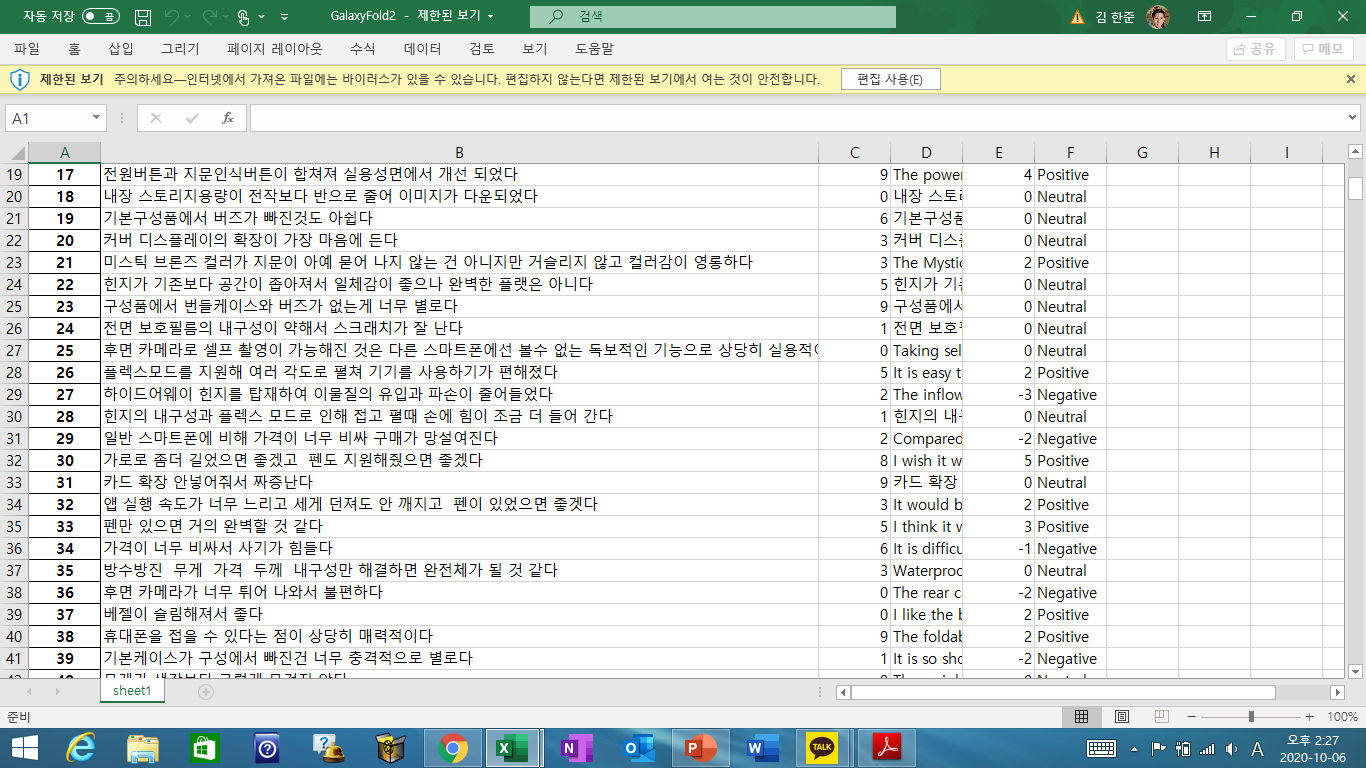 자동 저장 끔 GalaxyFold2 - 제한된 보기 검색 김 한준
파일 홈 삽입 그리기 페이지 레이아웃 수식 데이터 검토 보기 도움말 공유 메모
제한된 보기 주의하세요—인터넷에서 가져온 파일에는 바이러스가 있을 수 있습니다. 편집하지 않는다면 제한된 보기에서 여는 것이 안전합니다. 편집 사용(E)
A1 fx
A B C D E F G H I
19 17 전원버튼과 지문인식버튼이 합쳐져 실용성면에서 개선 되었다 9 The power 4 Positive
20 18 내장 스토리지용량이 전작보다 반으로 줄어 이미지가 다운되었다 0 내장 스토리 0 Neutral
21 19 기본구성품에서 버즈가 빠진것도 아쉽다 6 기본구성품 0 Neutral
22 20 커버 디스플레이의 확장이 가장 마음에 든다 3 커버 디스 0 Neutral
23 21 미스틱 브론즈 컬러가 지문이 아예 묻어 나지 않는 건 아니지만 거슬리지 않고 컬러감이 영롱하다 3 The Mystic 2 Positive
24 22 힌지가 기존보다 공간이 좁아져서 일체감이 좋으나 완벽한 플랫은 아니다 5 힌지가 기 0 Neutral
25 23 구성품에서 번들케이스와 버즈가 없는게 너무 별로다 9 구성품에서 0 Neutral
26 24 전면 보호필름의 내구성이 약해서 스크래치가 잘 난다 1 전면 보호 0 Neutral
27 25 후면 카메라로 셀프 촬영이 가능해진 것은 다른 스마트폰에선 볼수 없는 독보적인 기능으로 상당히 실용적 0 Taking sel 0 Neutral
28 26 플렉스모드를 지원해 여러 각도로 펼쳐 기기를 사용하기가 편해졌다 5 It is easy t 2 Positive
29 27 하이드어웨이 힌지를 탑재하여 이물질의 유입과 파손이 줄어들었다 2 The inflow -3 Negative
30 28 힌지의 내구성과 플렉스 모드로 인해 접고 펼때 손에 힘이 조금 더 들어 간다 1 힌지의 내 0 Neutral
31 29 일반 스마트폰에 비해 가격이 너무 비싸 구매가 망설여진다 2 Compared -2 Negative
32 30 가로로 좀더 길었으면 좋겠고 펜도 지원해줬으면 좋겠다 8 I wish it w 5 Positive
33 31 카드 확장 안넣어줘서 짜증난다 9 카드 확장 0 Neutral
34 32 앱 실행 속도가 너무 느리고 세게 던져도 안 깨지고 펜이 있었으면 좋겟다 3 It would b 2 Positive
35 33 펜만 있으면 거의 완벽할 것 같다 5 I think it w 3 Positive
36 34 가격이 너무 비싸서 사기가 힘들다 6 It is difficu -1 Negative
37 35 방수방진 무게 가격 두께 내구성만 해결하면 완전체가 될 것 같다 3 Waterproo 0 Neutral
38 36 후면 카메라가 너무 튀어 나와서 불편하다 0 The rear c -2 Negative
39 37 베젤이 슬림해져서 좋다 0 I like the b 2 Positive
40 38 휴대폰을 접을 수 있다는 점이 상당히 매력적이다 9 The foldab 2 Positive
41 39 기본케이스가 구성에서 빠진건 너무 충격적으로 별로다 1 It is so sho -2 Negative
sheet1
준비 100%
TALK A 오후 2:27
2020-10-06